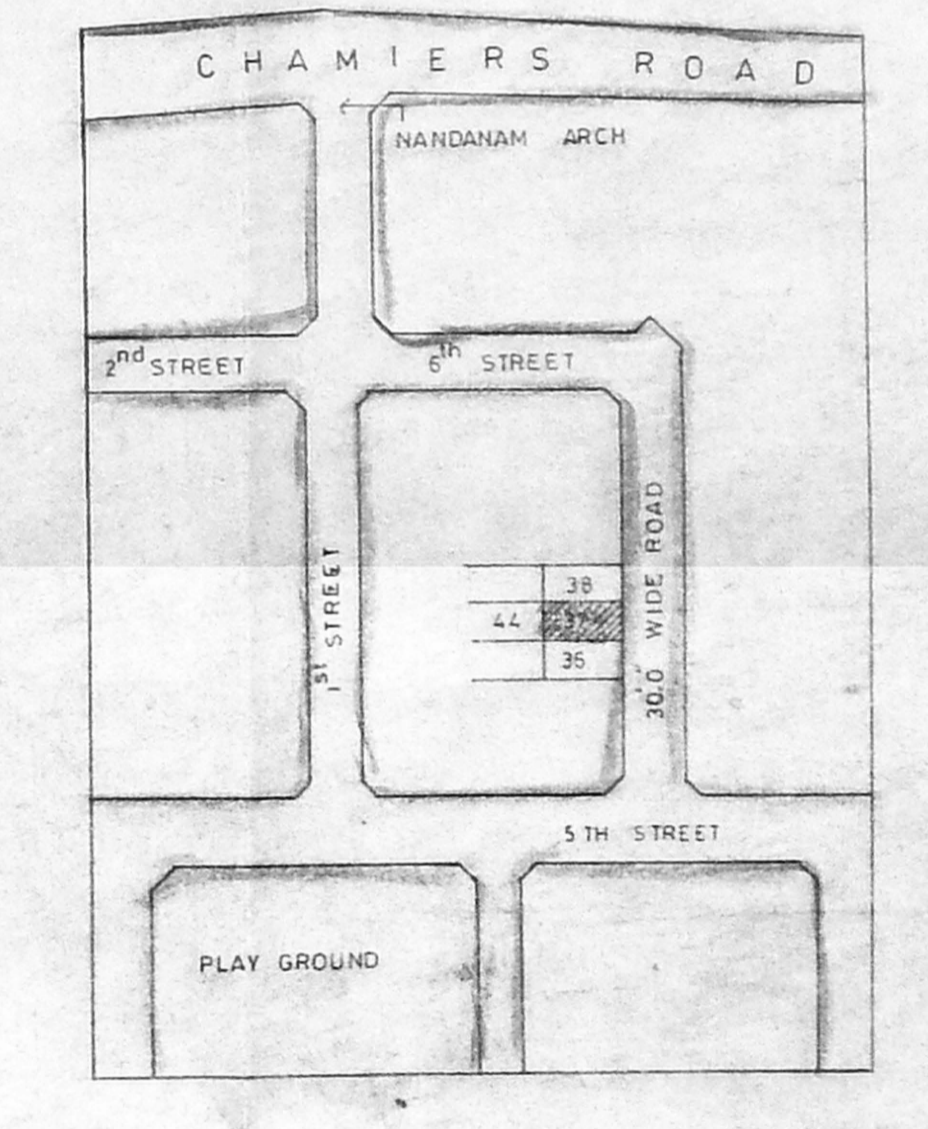 CHAMIERS ROAD
NANDANAM ARCH
2nd STREET
6th STREET
1st STREET
38
44
37
36
30.0' WIDE ROAD
5TH STREET
PLAY GROUND